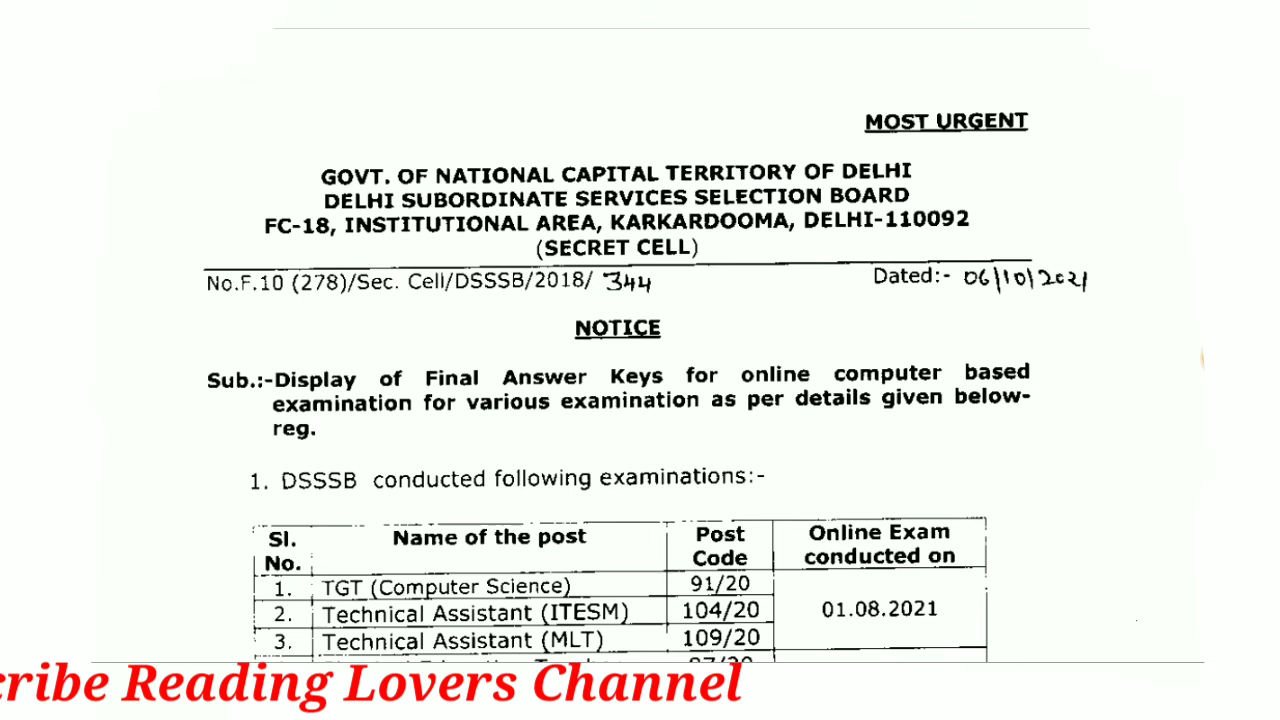 MOST URGENT
GOVT. OF NATIONAL CAPITAL TERRITORY OF DELHI
DELHI SUBORDINATE SERVICES SELECTION BOARD
FC-18, INSTITUTIONAL AREA, KARKARDOOMA, DELHI-110092
(SECRET CELL)
No.F.10 (278)/Sec. Cell/DSSSB/2018/ 344 Dated:- 06/10/2021
NOTICE
Sub.:-Display of Final Answer Keys for online computer based
examination for various examination as per details given below-
reg.
1. DSSSB conducted following examinations:-
Sl. No. Name of the post Post Code Online Exam conducted on
1. TGT (Computer Science) 91/20 01.08.2021
2. Technical Assistant (ITESM) 104/20
3. Technical Assistant (MLT) 109/20
cribe Reading Lovers Channel